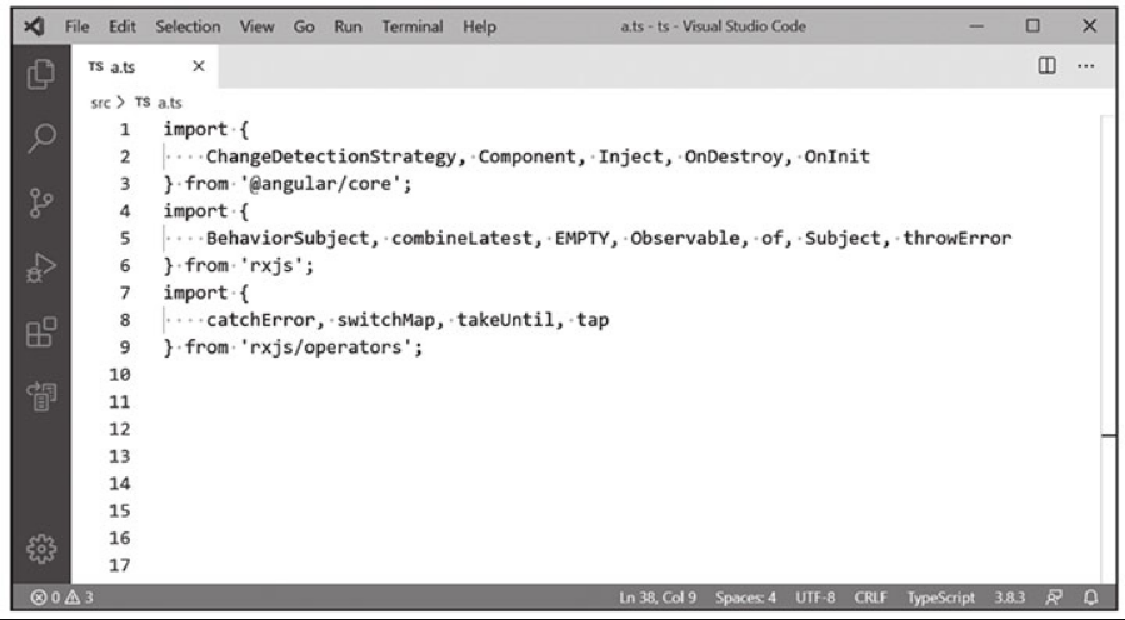 File Edit Selection View Go Run Terminal Help a.ts - ts - Visual Studio Code
TS a.ts
src > TS a.ts
1 import {
2 ····ChangeDetectionStrategy, Component, Inject, OnDestroy, OnInit
3 } from '@angular/core';
4 import {
5 ····BehaviorSubject, combineLatest, EMPTY, Observable, of, Subject, throwError
6 } from 'rxjs';
7 import {
8 ····catchError, switchMap, takeUntil, tap
9 } from 'rxjs/operators';
10
11
12
13
14
15
16
17
0 3 Ln 38, Col 9 Spaces: 4 UTF-8 CRLF TypeScript 3.8.3